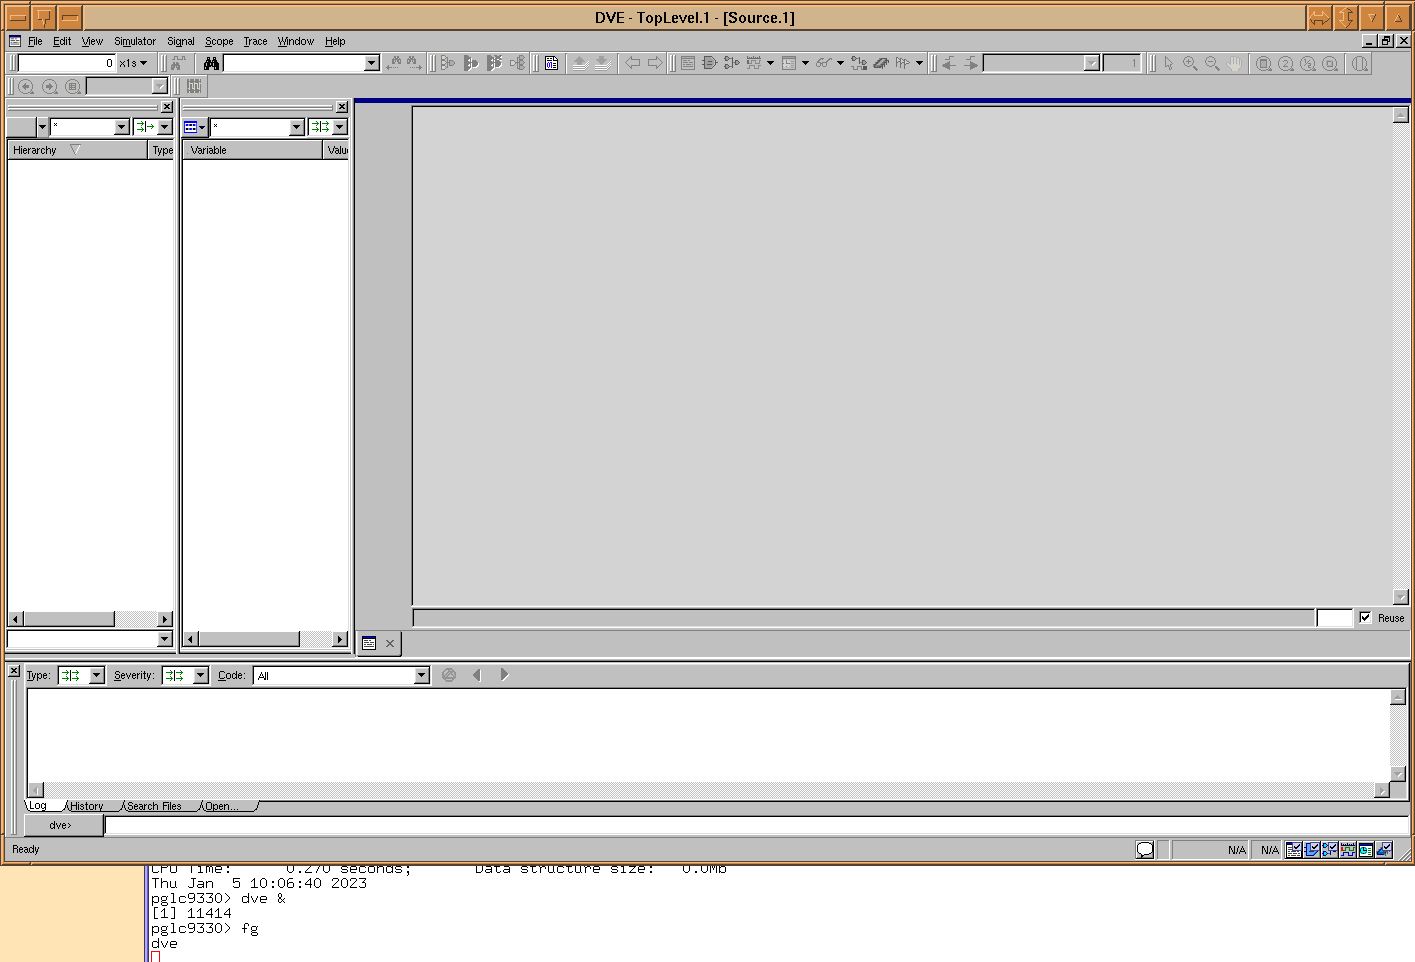 DVE - TopLevel.1 - [Source.1]
File Edit View Simulator Signal Scope Trace Window Help
0 x1s
1
2
* *
Hierarchy Type Variable Valu
Reuse
Type: Severity: Code: All
Log History Search Files Open...
dve>
Ready N/A N/A
CPU Time: 0.270 seconds; Data structure size: 0.0Mb
Thu Jan 5 10:06:40 2023
pglc9330> dve &
[1] 11414
pglc9330> fg
dve